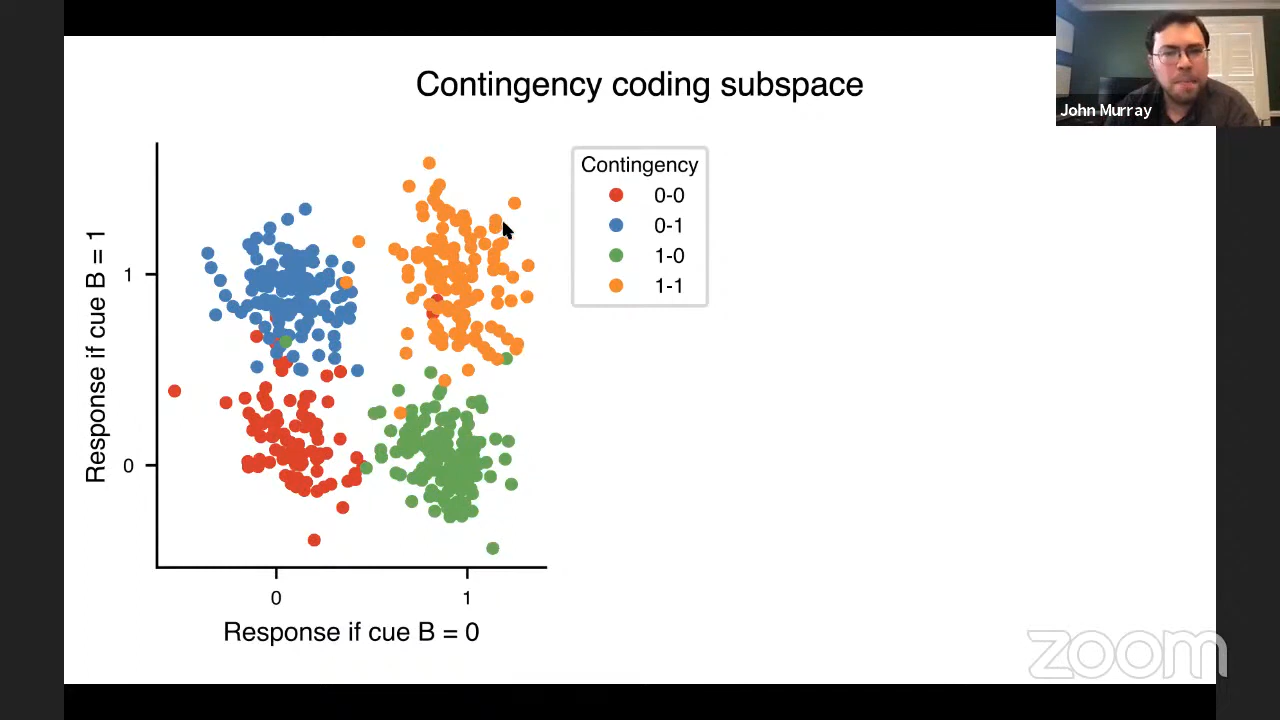 Contingency coding subspace
John Murray
Contingency
0-0
0-1
1-0
1-1
Response if cue B = 1
1
0
0
1
Response if cue B = 0
zoom